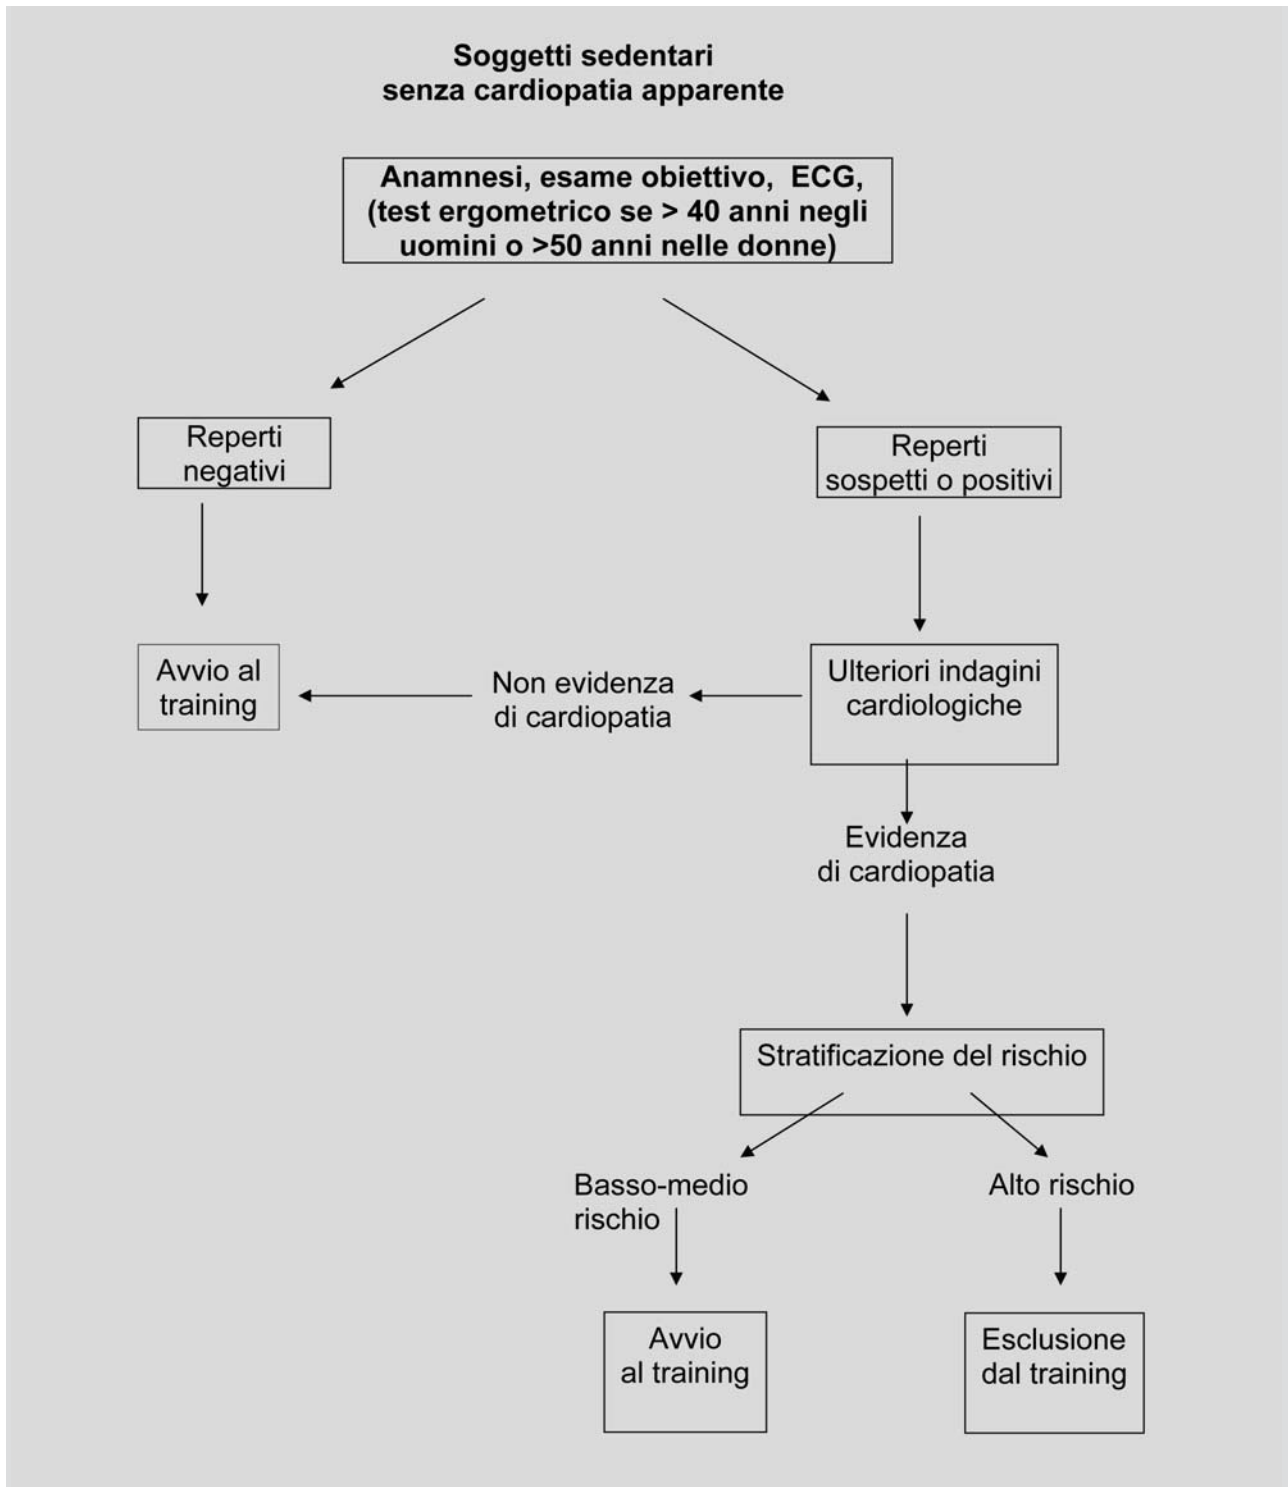 Soggetti sedentari
senza cardiopatia apparente
Anamnesi, esame obiettivo, ECG,
(test ergometrico se > 40 anni negli
uomini o >50 anni nelle donne)
Reperti
negativi
Reperti
sospetti o positivi
Avvio al
training
Non evidenza
di cardiopatia
Ulteriori indagini
cardiologiche
Evidenza
di cardiopatia
Stratificazione del rischio
Basso-medio
rischio
Alto rischio
Avvio
al training
Esclusione
dal training